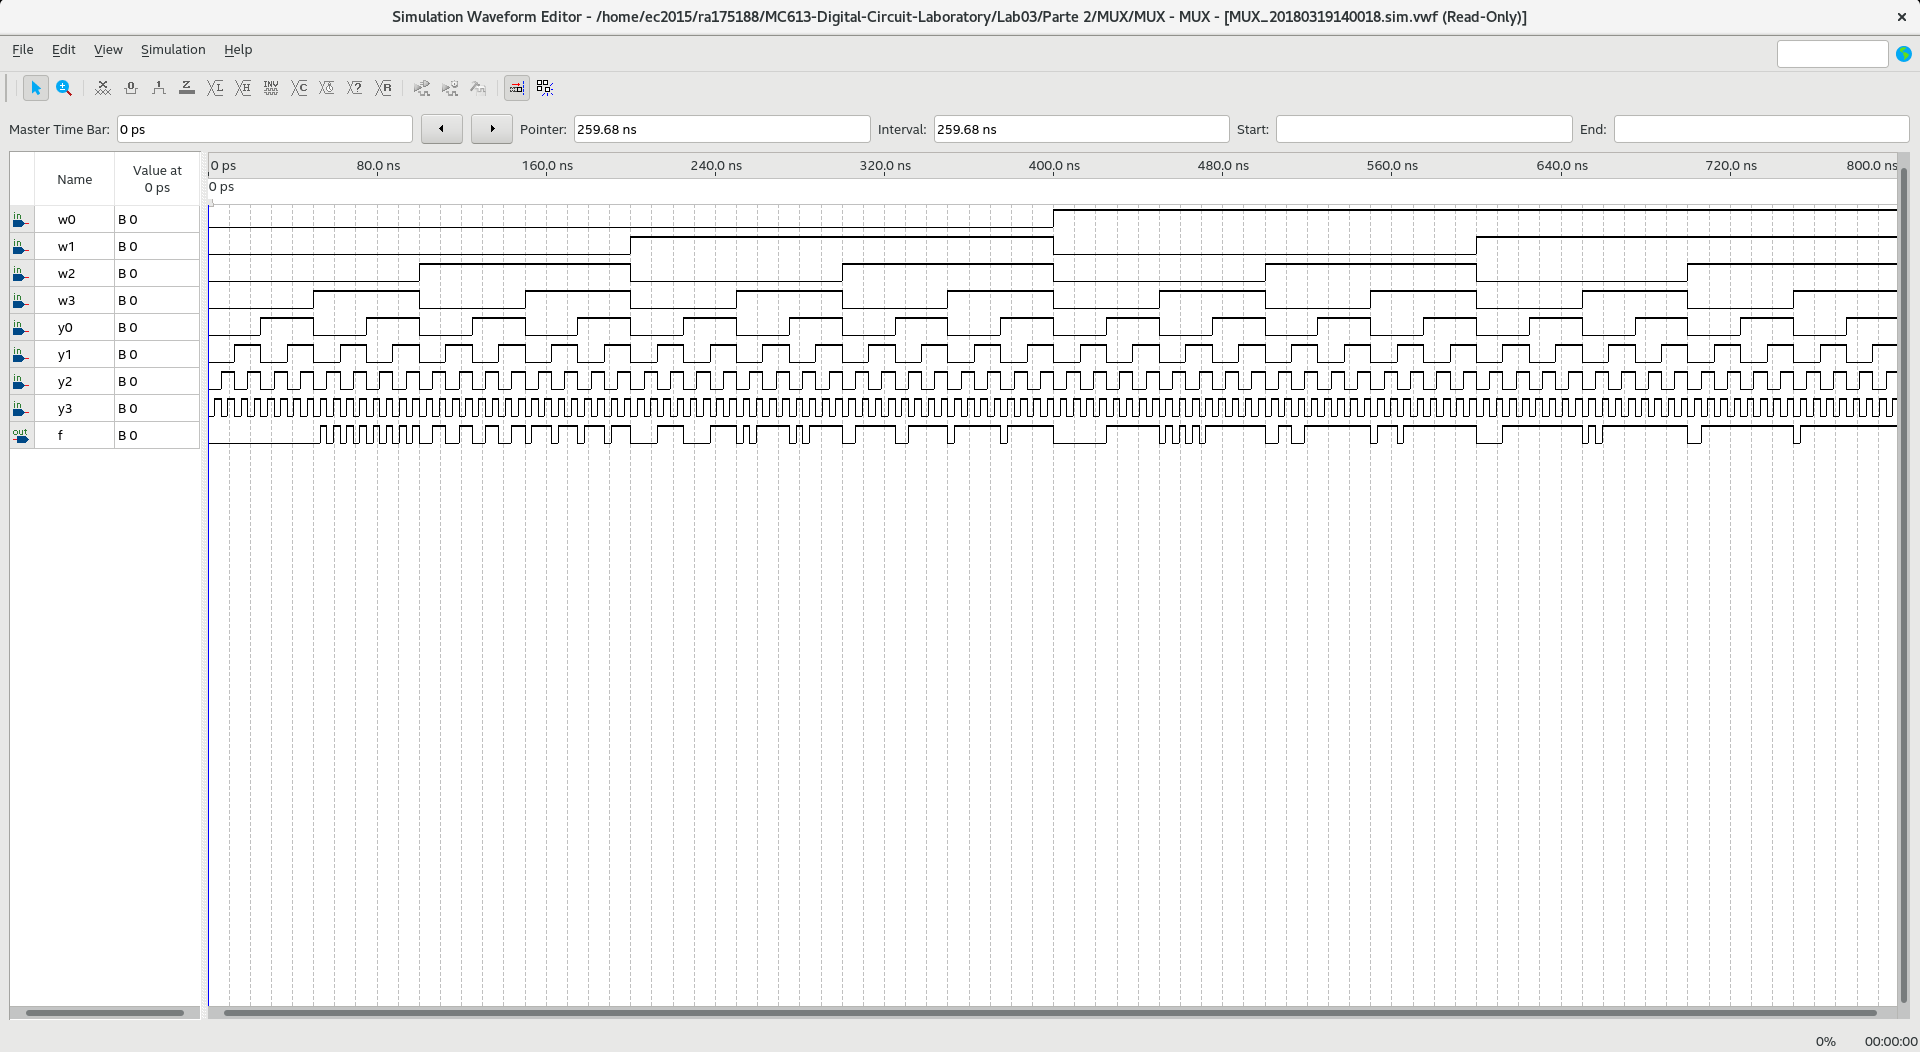 Simulation Waveform Editor - /home/ec2015/ra175188/MC613-Digital-Circuit-Laboratory/Lab03/Parte 2/MUX/MUX - MUX - [MUX_20180319140018.sim.vwf (Read-Only)]
File Edit View Simulation Help
Master Time Bar: 0 ps Pointer: 259.68 ns Interval: 259.68 ns Start: End:
Name Value at 0 ps
0 ps 80.0 ns 160.0 ns 240.0 ns 320.0 ns 400.0 ns 480.0 ns 560.0 ns 640.0 ns 720.0 ns 800.0 ns
0 ps
in w0 B 0
in w1 B 0
in w2 B 0
in w3 B 0
in y0 B 0
in y1 B 0
in y2 B 0
in y3 B 0
out f B 0
0% 00:00:00